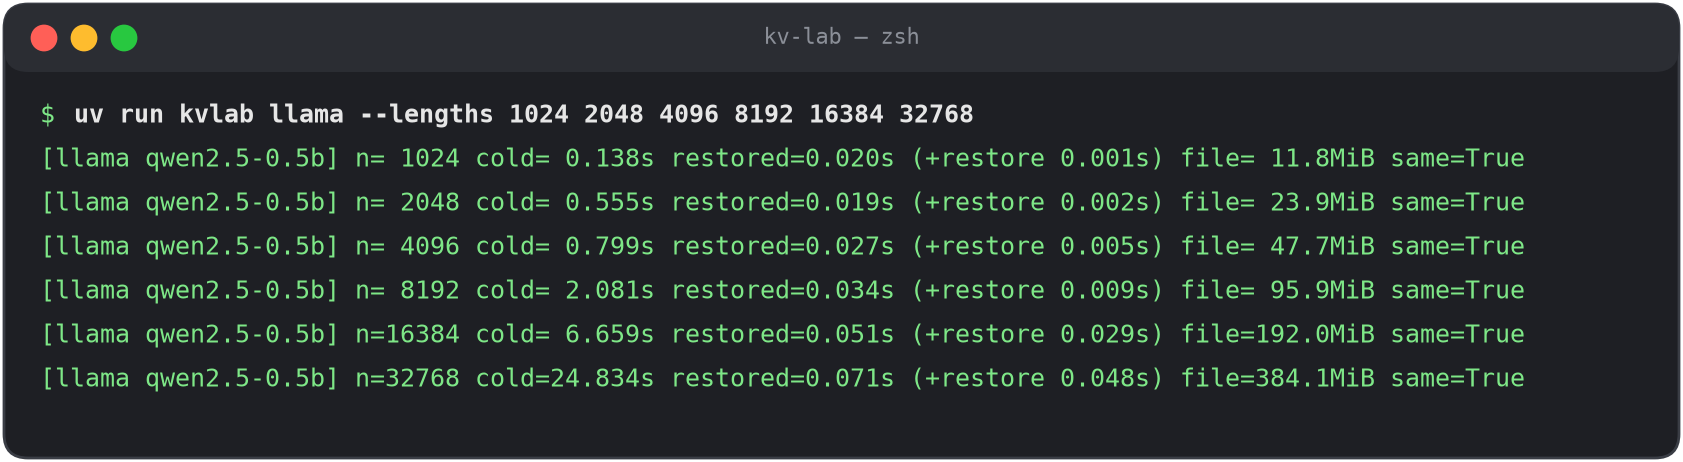 kv-lab — zsh
$ uv run kvlab llama --lengths 1024 2048 4096 8192 16384 32768
[llama qwen2.5-0.5b] n= 1024 cold= 0.138s restored=0.020s (+restore 0.001s) file= 11.8MiB same=True
[llama qwen2.5-0.5b] n= 2048 cold= 0.555s restored=0.019s (+restore 0.002s) file= 23.9MiB same=True
[llama qwen2.5-0.5b] n= 4096 cold= 0.799s restored=0.027s (+restore 0.005s) file= 47.7MiB same=True
[llama qwen2.5-0.5b] n= 8192 cold= 2.081s restored=0.034s (+restore 0.009s) file= 95.9MiB same=True
[llama qwen2.5-0.5b] n=16384 cold= 6.659s restored=0.051s (+restore 0.029s) file=192.0MiB same=True
[llama qwen2.5-0.5b] n=32768 cold=24.834s restored=0.071s (+restore 0.048s) file=384.1MiB same=True